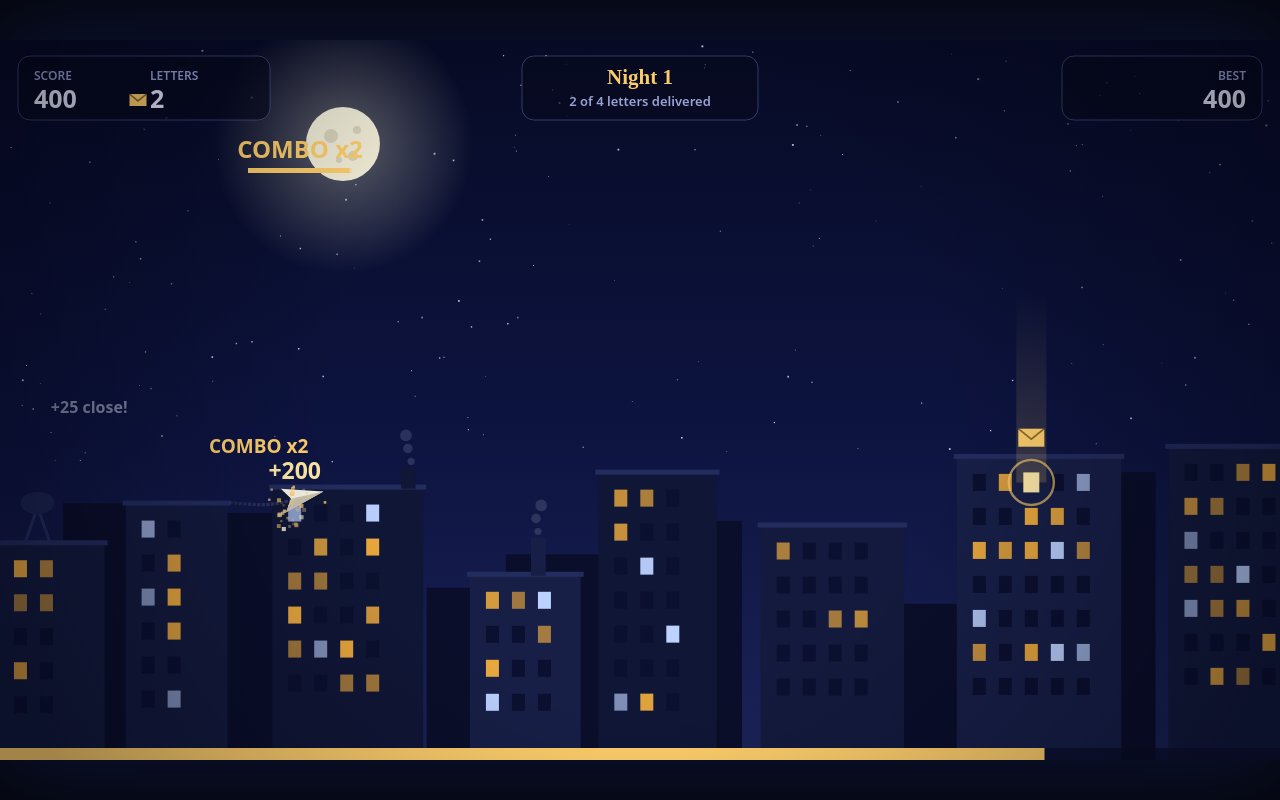 SCORE
LETTERS
400
2
Night 1
2 of 4 letters delivered
BEST
400
COMBO x2
+25 close!
COMBO x2
+200